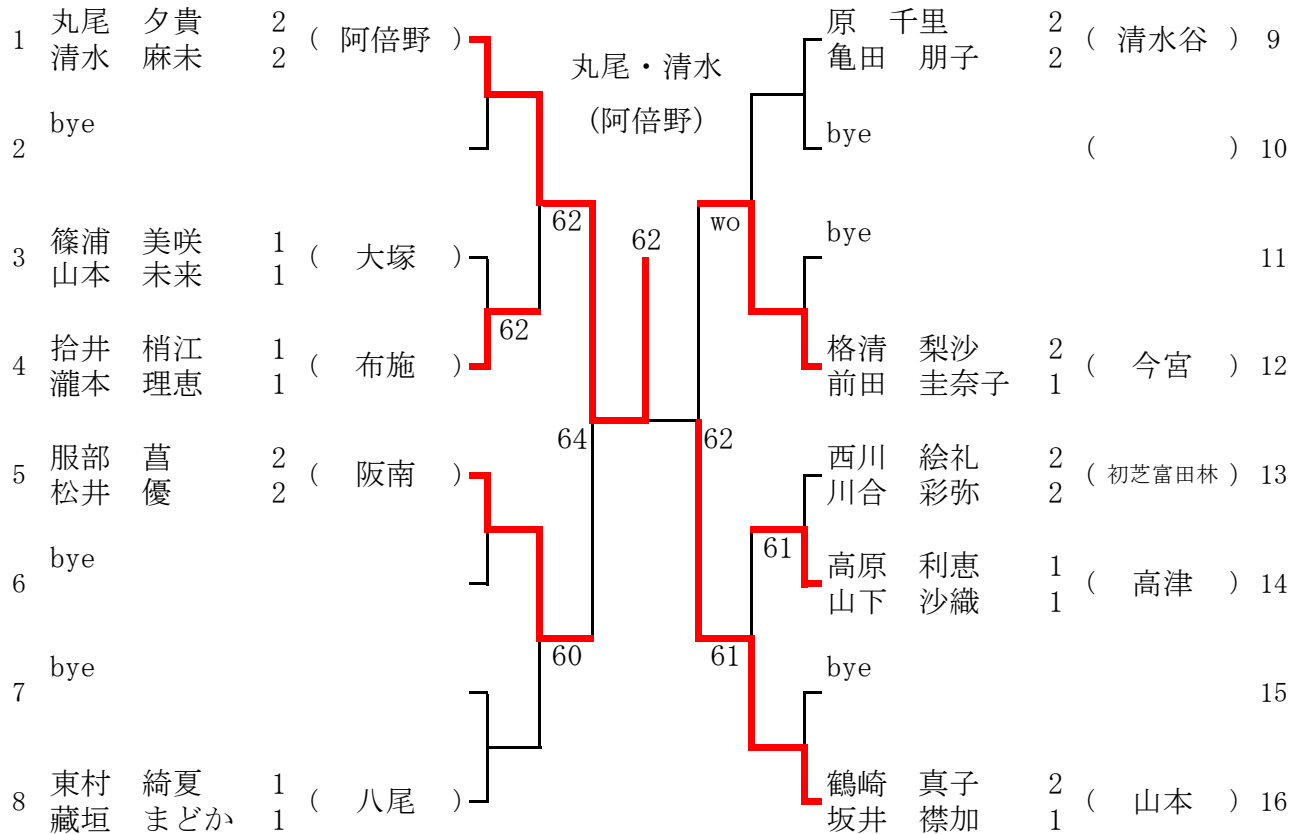 1 丸尾 夕貴 2 ( 阿倍野 )
清水 麻未 2
2 bye
3 篠浦 美咲 1 ( 大塚 )
山本 未来 1
4 拾井 梢江 1 ( 布施 )
瀧本 理恵 1
5 服部 菖 2 ( 阪南 )
松井 優 2
6 bye
7 bye
8 東村 綺夏 1 ( 八尾 )
藏垣 まどか 1
62
62
64
60
丸尾・清水
(阿倍野)
62
wo
62
61
61
原 千里 2 ( 清水谷 ) 9
亀田 朋子 2
bye ( ) 10
bye 11
格清 梨沙 2 ( 今宮 ) 12
前田 圭奈子 1
西川 絵礼 2 ( 初芝富田林 ) 13
川合 彩弥 2
高原 利恵 1 ( 高津 ) 14
山下 沙織 1
bye 15
鶴崎 真子 2 ( 山本 ) 16
坂井 襟加 1